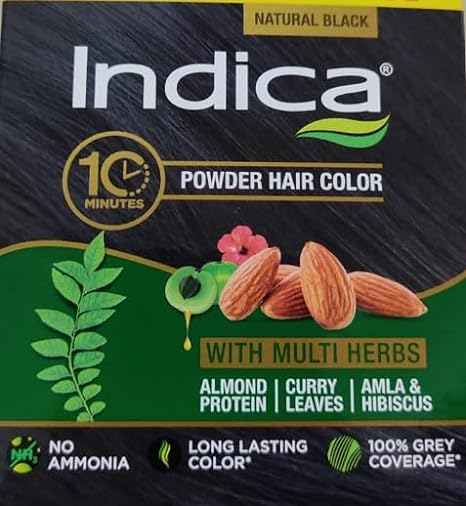 NATURAL BLACK
Indica®
10
MINUTES
POWDER HAIR COLOR
WITH MULTI HERBS
ALMOND PROTEIN | CURRY LEAVES | AMLA & HIBISCUS
NH3
NO AMMONIA
LONG LASTING COLOR*
100% GREY COVERAGE*